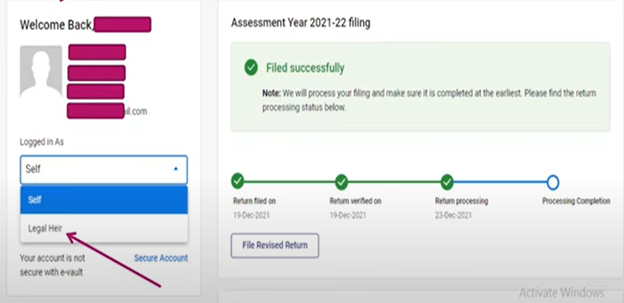 Welcome Back,
il.com
Logged in As
Self
Self
Legal Heir
Your account is not
secure with e-vault
Secure Account
Assessment Year 2021-22 filing
Filed successfully
Note: We will process your filing and make sure it is completed at the earliest. Please find the return
processing status below.
Return filed on
19-Dec-2021
Return verified on
19-Dec-2021
Return processing
23-Dec-2021
Processing Completion
File Revised Return
Activate Windows